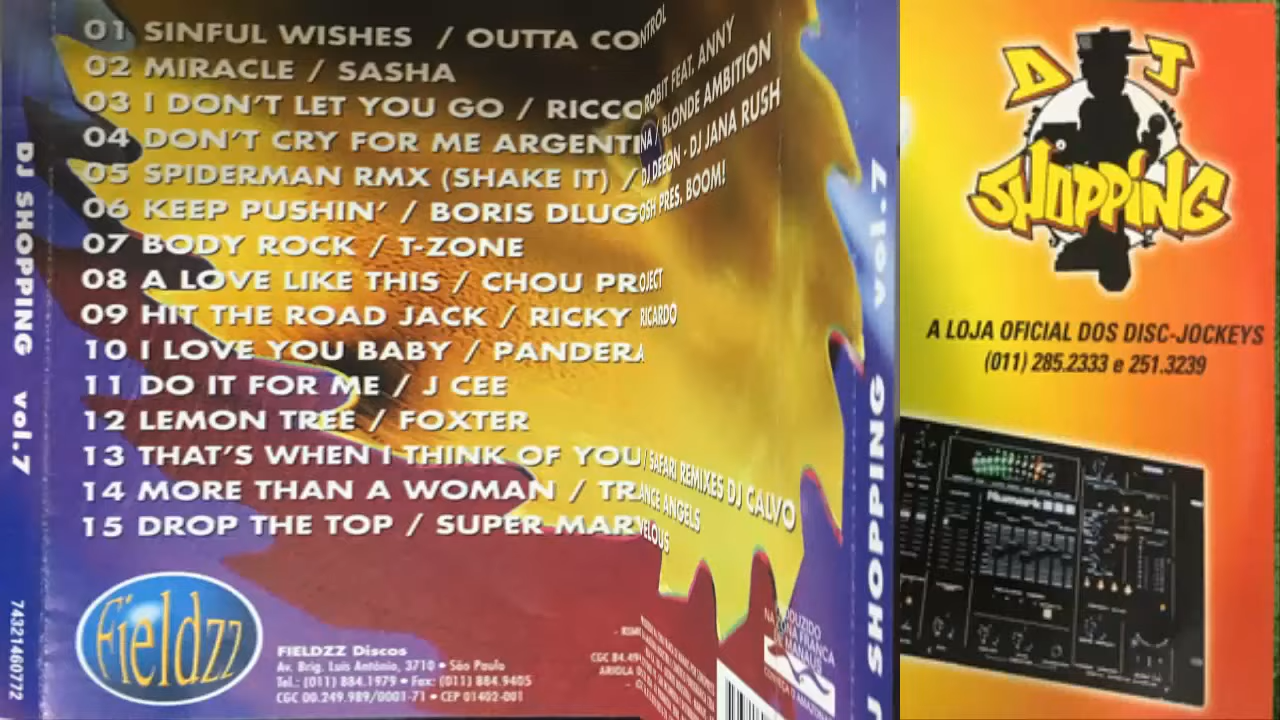 DJ SHOPPING vol.7
74321460772
01 SINFUL WISHES / OUTTA CONTROL
02 MIRACLE / SASHA
03 I DON'T LET YOU GO / RICCOROBIT FEAT. ANNY
04 DON'T CRY FOR ME ARGENTINA / BLONDE AMBITION
05 SPIDERMAN RMX (SHAKE IT) / DJ DEEON - DJ JANA RUSH
06 KEEP PUSHIN' / BORIS DLUGOSH PRES. BOOM!
07 BODY ROCK / T-ZONE
08 A LOVE LIKE THIS / CHOU PROJECT
09 HIT THE ROAD JACK / RICKY RICARDO
10 I LOVE YOU BABY / PANDERA
11 DO IT FOR ME / J CEE
12 LEMON TREE / FOXTER
13 THAT'S WHEN I THINK OF YOU / SAFARI REMIXES DJ CALVO
14 MORE THAN A WOMAN / TRANCE ANGELS
15 DROP THE TOP / SUPER MARVELOUS
Fieldzz
FIELDZZ Discos
Av. Brig. Luis Antônio, 3710 • São Paulo
Tel.: (011) 884.1979 • Fax: (011) 884.9405
CGC 00.249.989/0001-71 • CEP 01402-001
J SHOPPING vol.7
DJ
SHOPPING
A LOJA OFICIAL DOS DISC-JOCKEYS
(011) 285.2333 e 251.3239
Numark